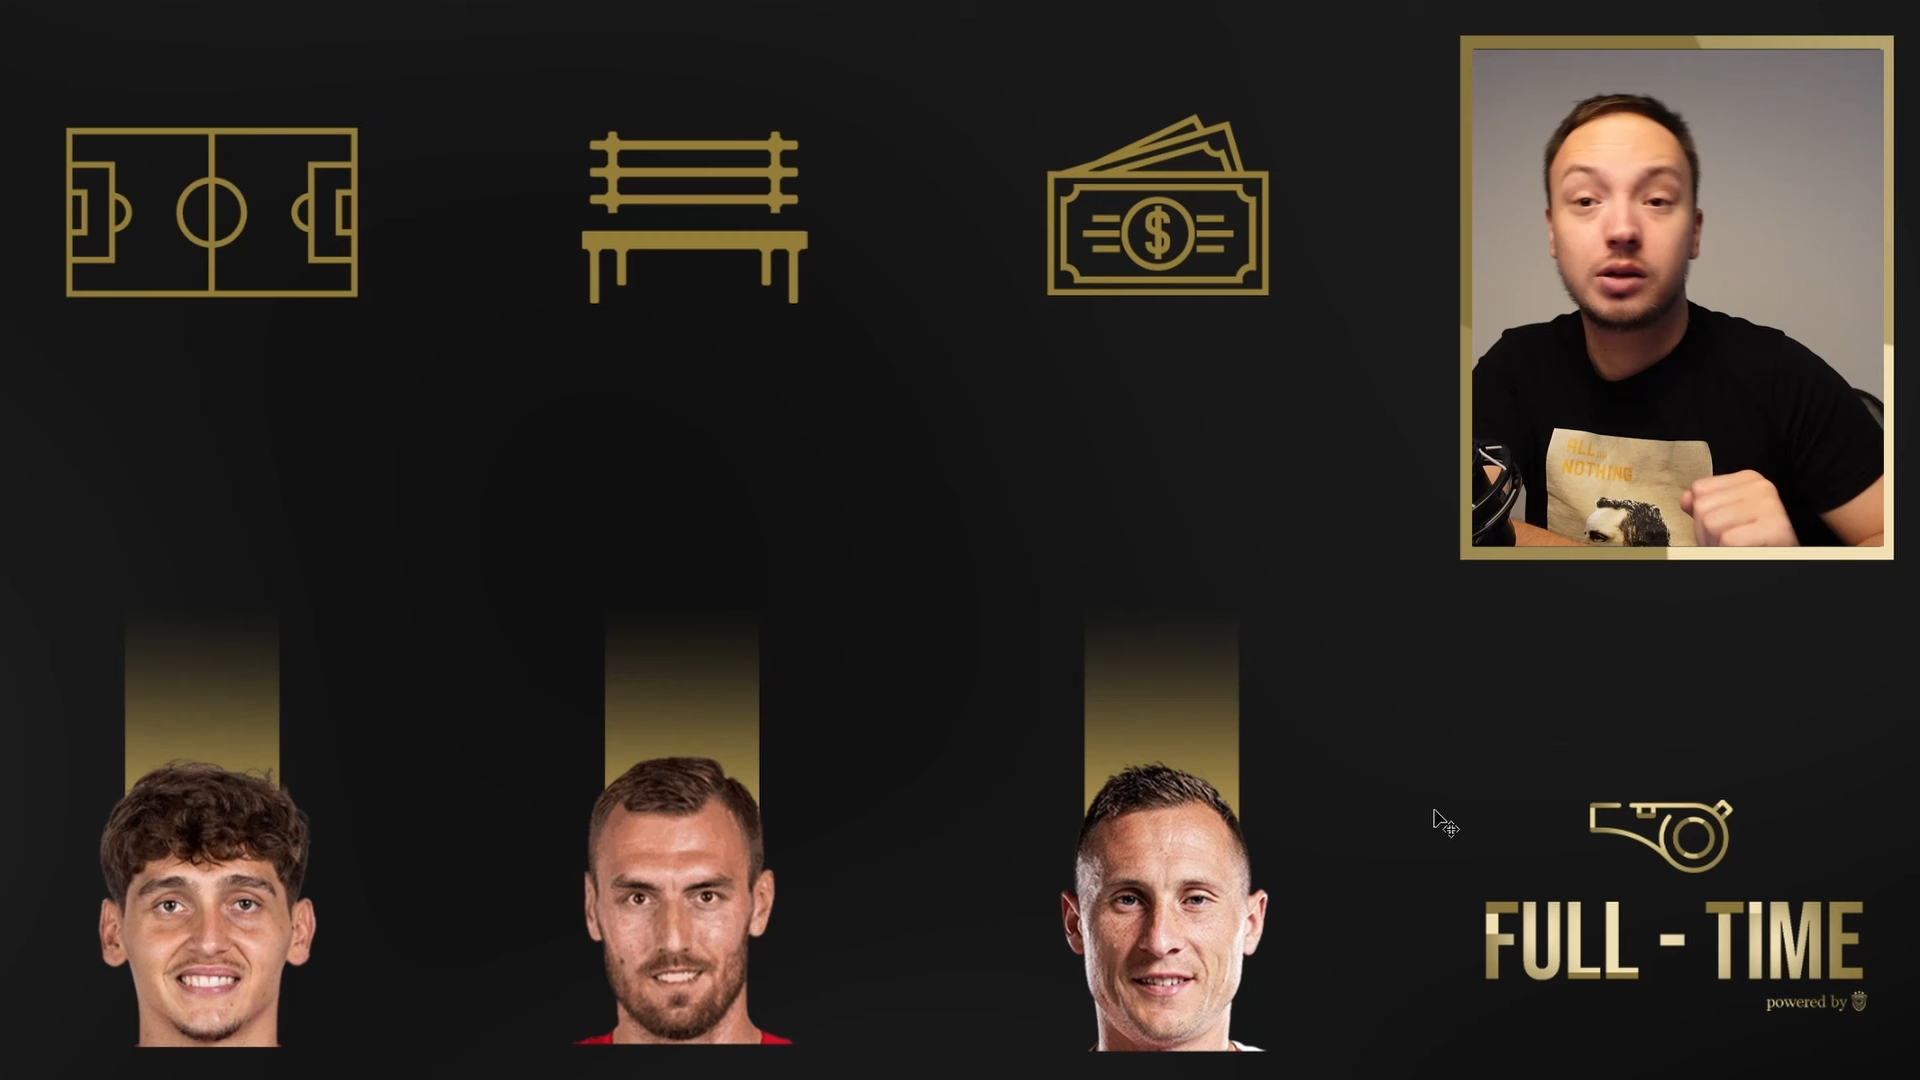 $
ALL...
NOTHING
FULL - TIME
powered by